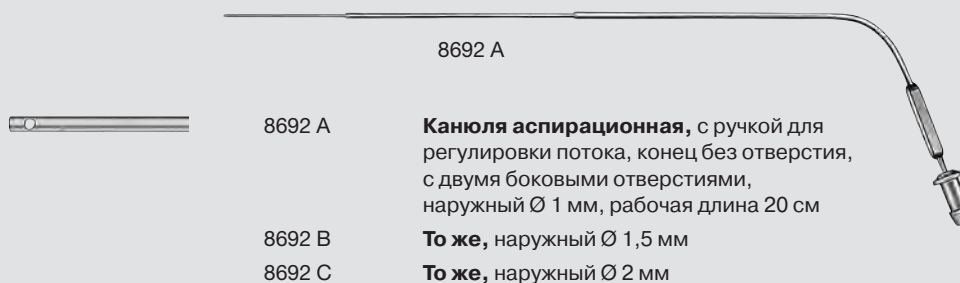 8692 A
8692 A Канюля аспирационная, с ручкой для
регулировки потока, конец без отверстия,
с двумя боковыми отверстиями,
наружный Ø 1 мм, рабочая длина 20 см
8692 B То же, наружный Ø 1,5 мм
8692 C То же, наружный Ø 2 мм